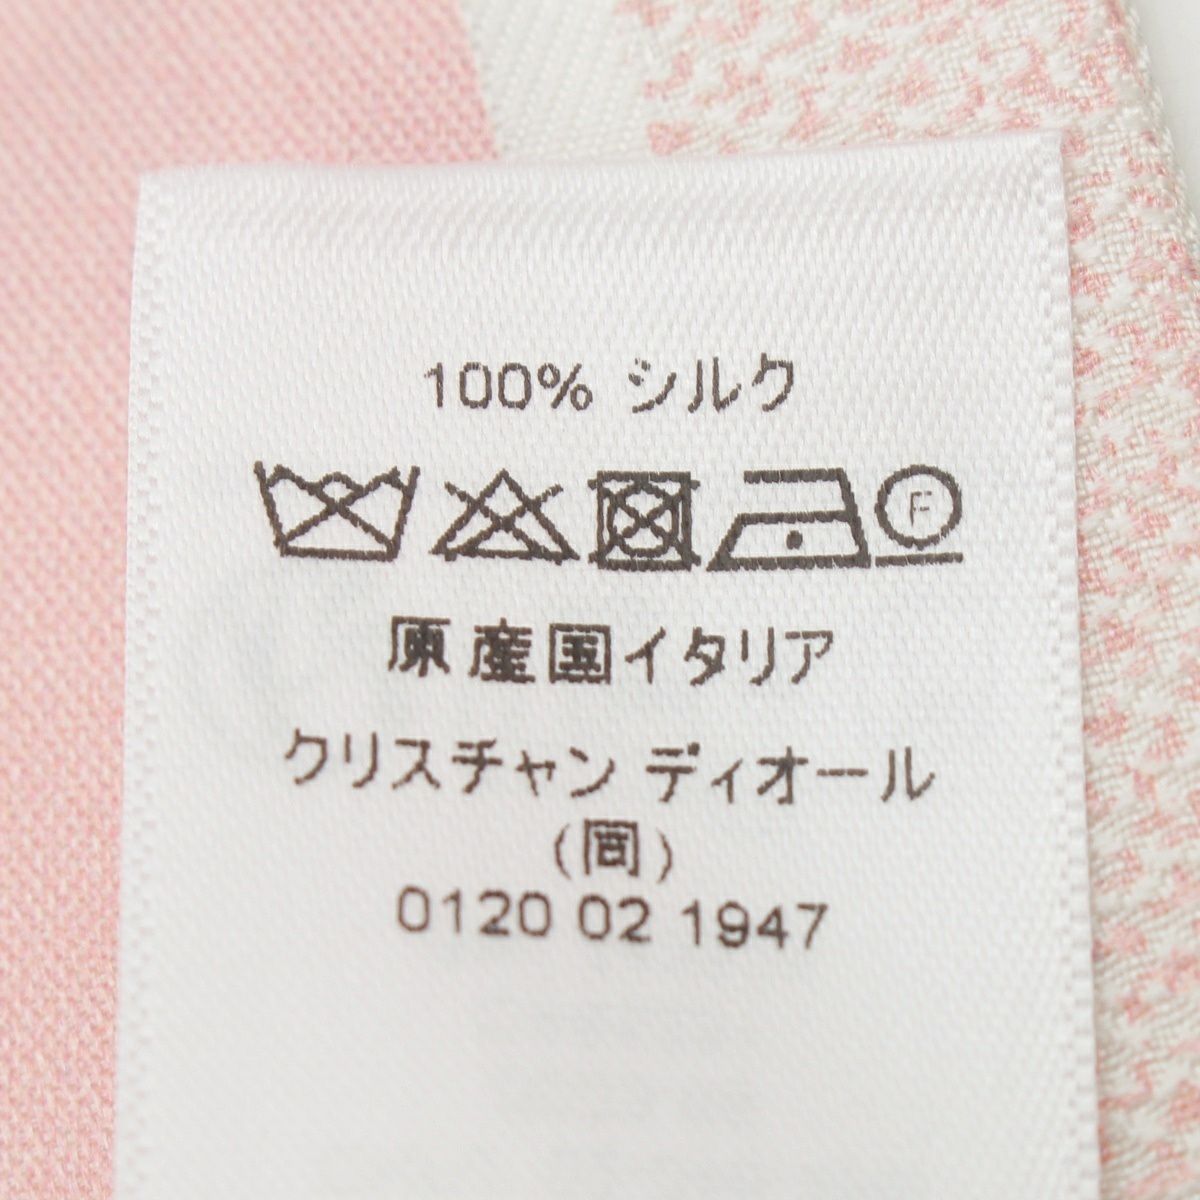 100% シルク
F
原産国イタリア
クリスチャン ディオール
(同)
0120 02 1947